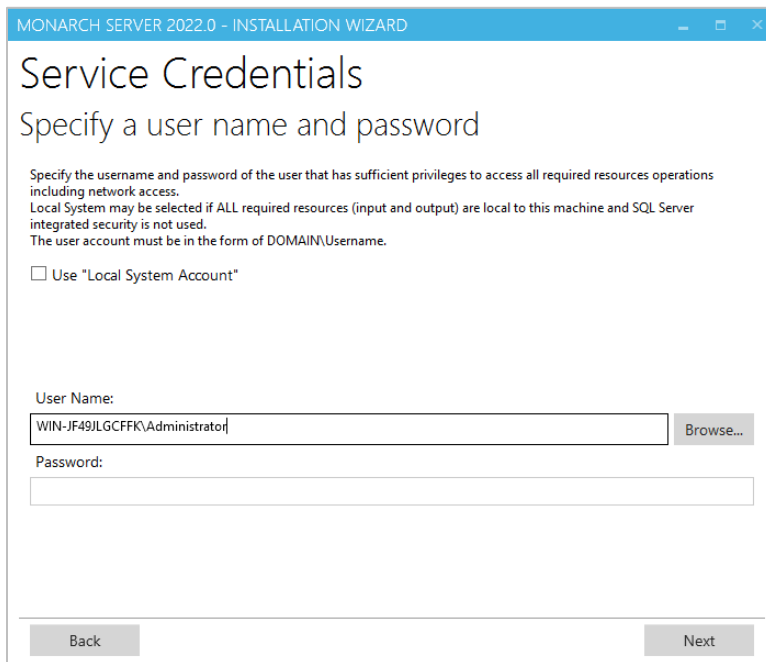 MONARCH SERVER 2022.0 - INSTALLATION WIZARD
Service Credentials
Specify a user name and password
Specify the username and password of the user that has sufficient privileges to access all required resources operations
including network access.
Local System may be selected if ALL required resources (input and output) are local to this machine and SQL Server
integrated security is not used.
The user account must be in the form of DOMAIN\Username.
Use "Local System Account"
User Name:
WIN-JF49JLGCFFK\Administrator
Browse...
Password:
Back
Next